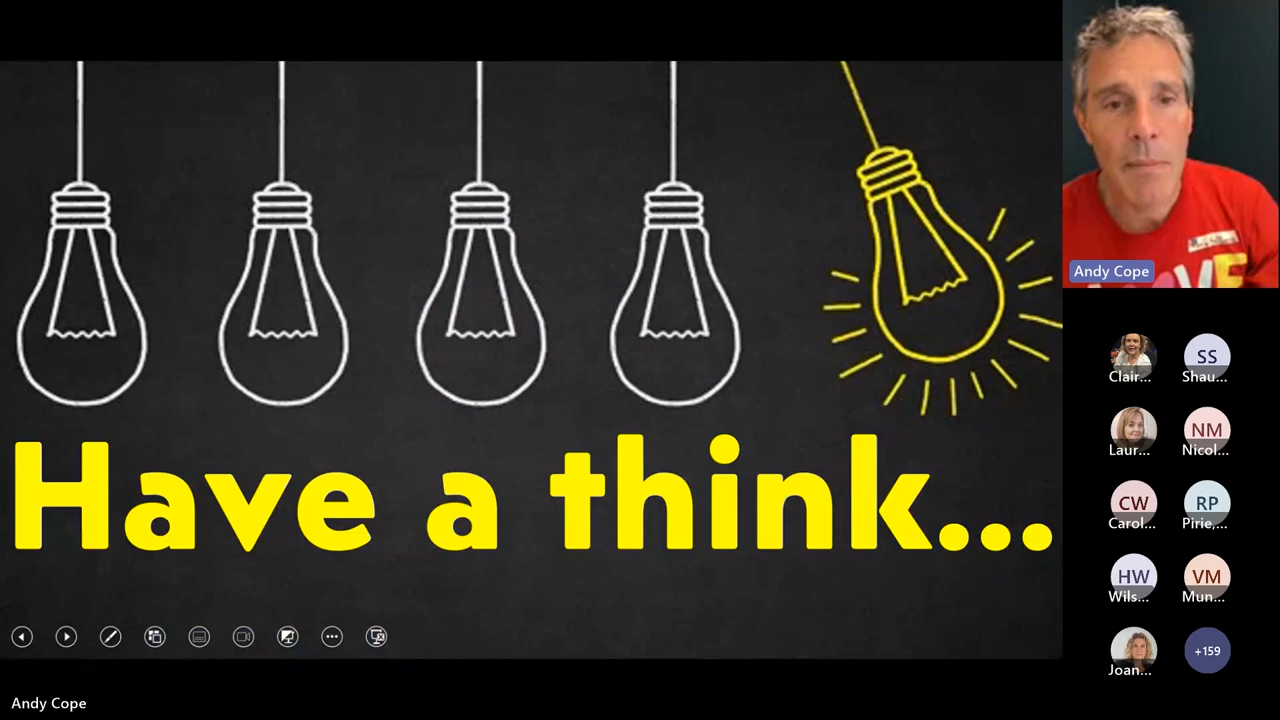 Have a think...
Andy Cope
Clair...
SS
Shau...
Laur...
NM
Nicol...
CW
Carol...
RP
Pirie,...
HW
Wils...
VM
Mun...
Joan...
+159
Andy Cope